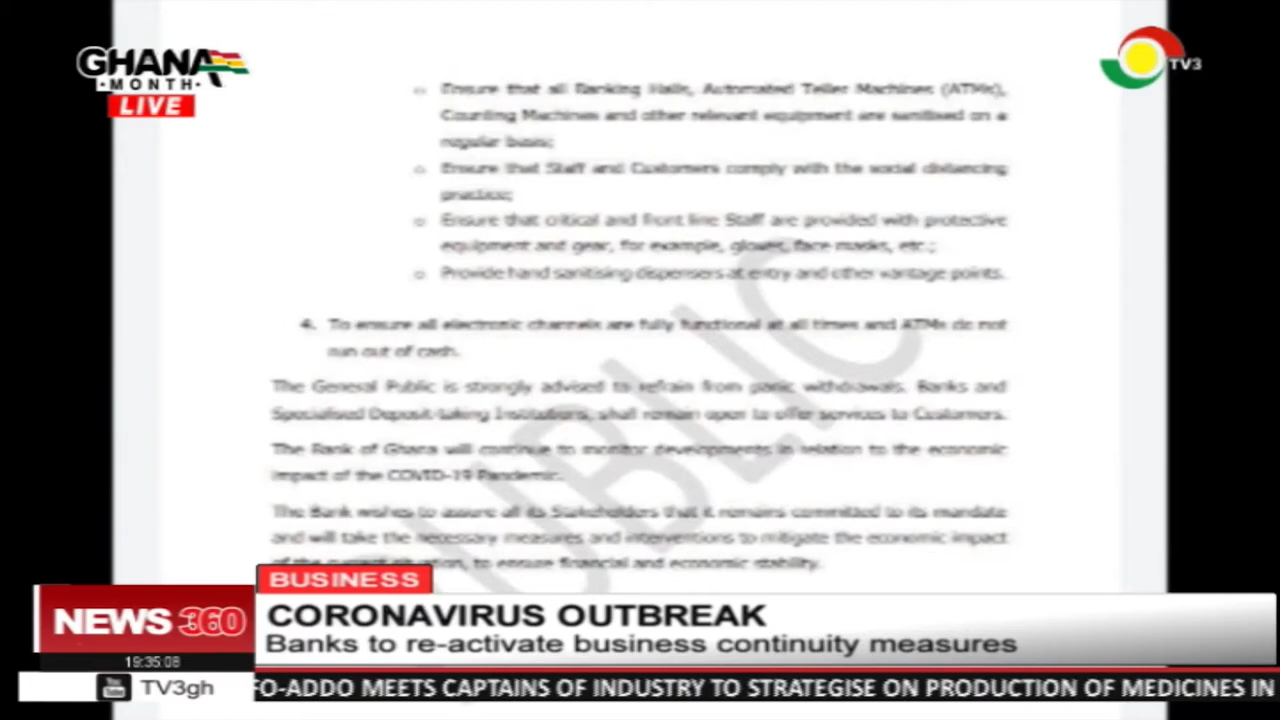 GHANA
·MONTH·
LIVE
TV3
○ Ensure that all Banking Halls, Automated Teller Machines (ATMs),
Counting Machines and other relevant equipment are sanitised on a
regular basis;
○ Ensure that Staff and Customers comply with the social distancing
practice;
○ Ensure that critical and front line Staff are provided with protective
equipment and gear, for example, gloves, face masks, etc.;
○ Provide hand sanitising dispensers at entry and other vantage points.
4. To ensure all electronic channels are fully functional at all times and ATMs do not
run out of cash.
The General Public is strongly advised to refrain from panic withdrawals. Banks and
Specialised Deposit-taking Institutions, shall remain open to offer services to Customers.
The Bank of Ghana will continue to monitor developments in relation to the economic
impact of the COVID-19 Pandemic.
The Bank wishes to assure all its Stakeholders that it remains committed to its mandate
and will take the necessary measures and interventions to mitigate the economic impact
of the current situation, to ensure financial and economic stability.
PUBLIC
BUSINESS
NEWS 360
CORONAVIRUS OUTBREAK
Banks to re-activate business continuity measures
19:35:08
You Tube TV3gh
FO-ADDO MEETS CAPTAINS OF INDUSTRY TO STRATEGISE ON PRODUCTION OF MEDICINES IN